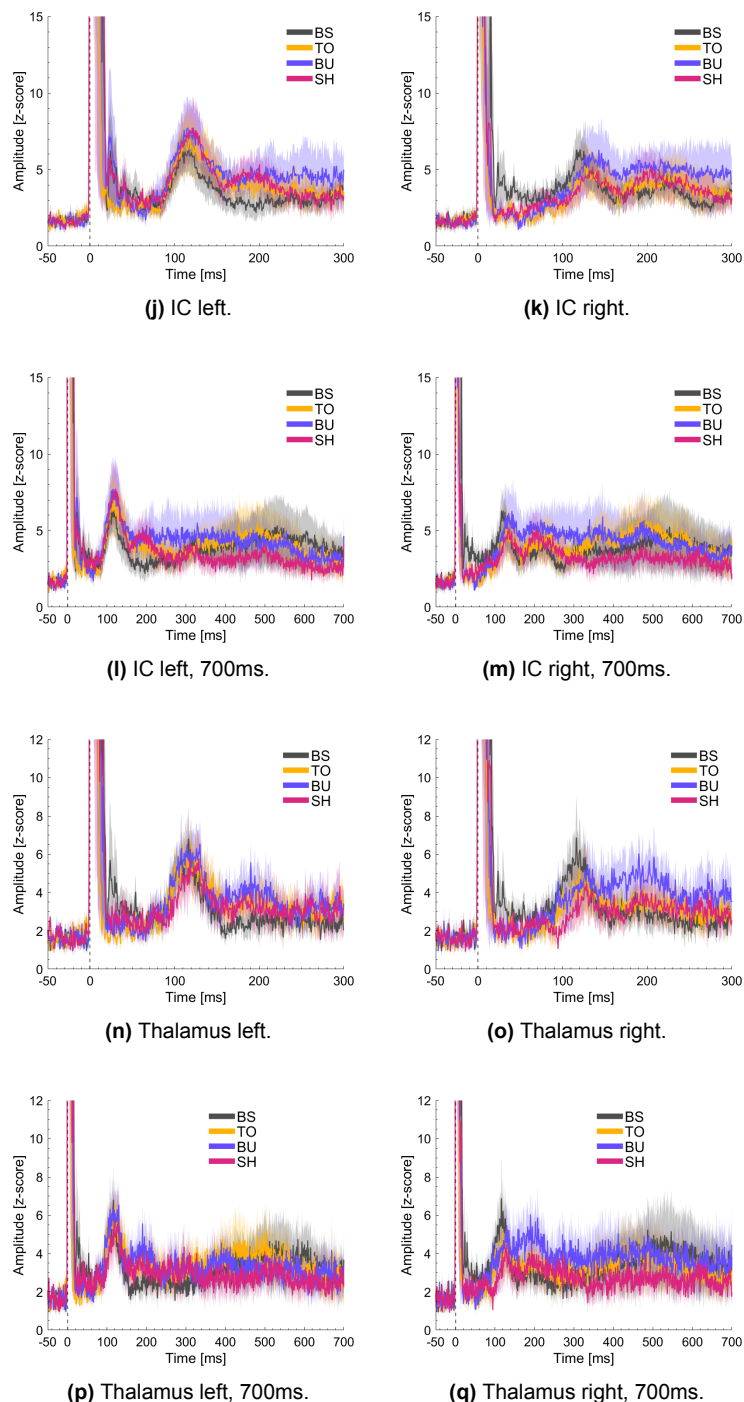 15
10
5
0
Amplitude [z-score]
BS
TO
BU
SH
-50 0 100 200 300
Time [ms]
(j) IC left.
15
10
5
0
Amplitude [z-score]
BS
TO
BU
SH
-50 0 100 200 300
Time [ms]
(k) IC right.
15
10
5
0
Amplitude [z-score]
BS
TO
BU
SH
-50 0 100 200 300 400 500 600 700
Time [ms]
(l) IC left, 700ms.
15
10
5
0
Amplitude [z-score]
BS
TO
BU
SH
-50 0 100 200 300 400 500 600 700
Time [ms]
(m) IC right, 700ms.
12
10
8
6
4
2
0
Amplitude [z-score]
BS
TO
BU
SH
-50 0 100 200 300
Time [ms]
(n) Thalamus left.
12
10
8
6
4
2
0
Amplitude [z-score]
BS
TO
BU
SH
-50 0 100 200 300
Time [ms]
(o) Thalamus right.
12
10
8
6
4
2
0
Amplitude [z-score]
BS
TO
BU
SH
-50 0 100 200 300 400 500 600 700
Time [ms]
(p) Thalamus left, 700ms.
12
10
8
6
4
2
0
Amplitude [z-score]
BS
TO
BU
SH
-50 0 100 200 300 400 500 600 700
Time [ms]
(q) Thalamus right, 700ms.